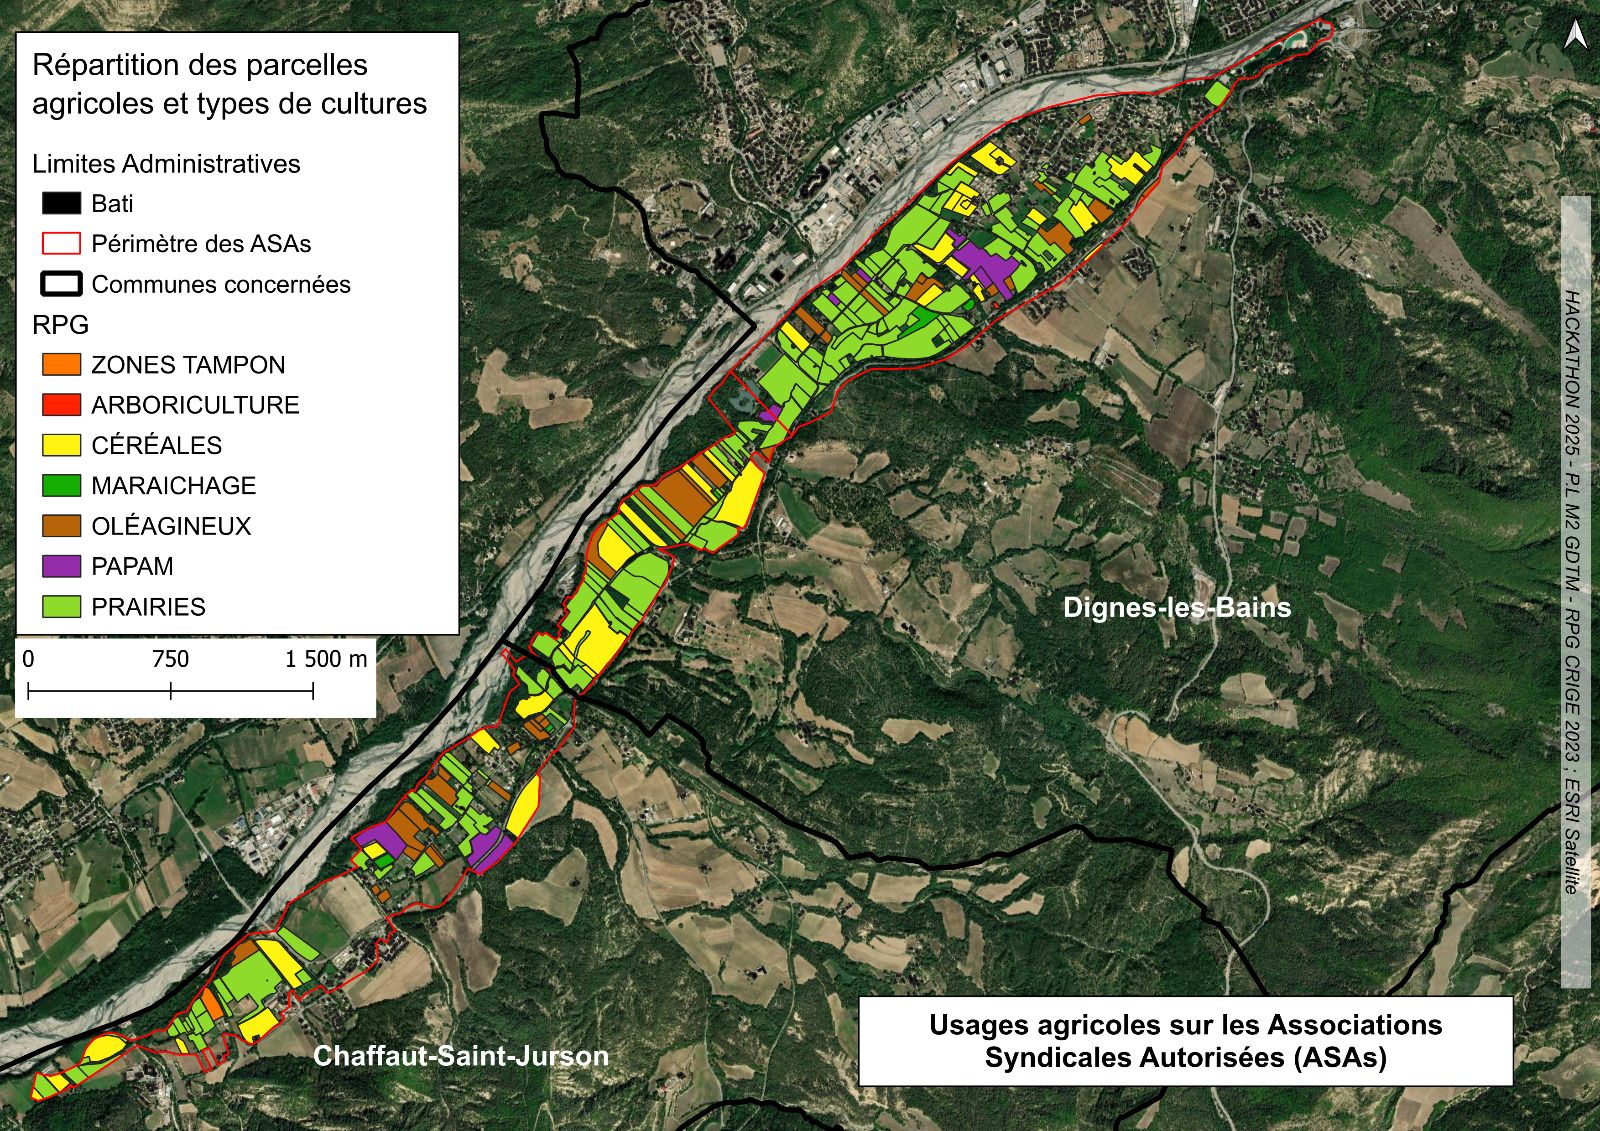 Répartition des parcelles
agricoles et types de cultures
Limites Administratives
Bati
Périmètre des ASAs
Communes concernées
RPG
ZONES TAMPON
ARBORICULTURE
CÉRÉALES
MARAICHAGE
OLÉAGINEUX
PAPAM
PRAIRIES
0 750 1 500 m
Dignes-les-Bains
Chaffaut-Saint-Jurson
Usages agricoles sur les Associations
Syndicales Autorisées (ASAs)
HACKATHON 2025 - P.L M2 GDTM - RPG CRIGE 2023 ; ESRI Satellite